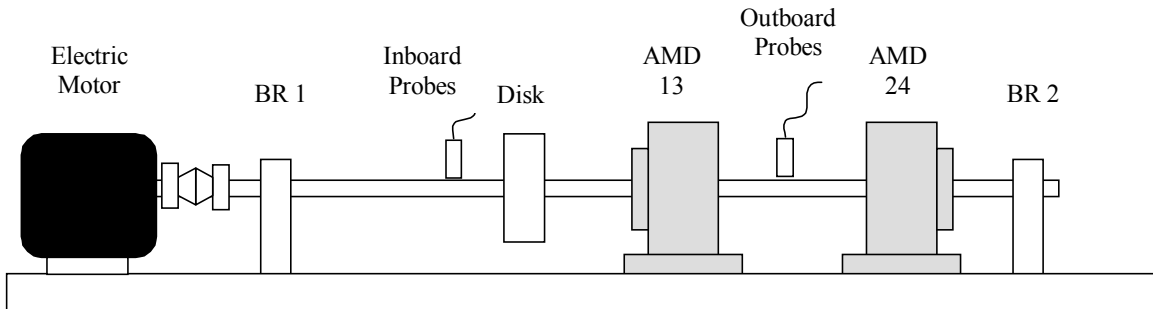 Electric
Motor
BR 1
Inboard
Probes
Disk
AMD
13
Outboard
Probes
AMD
24
BR 2